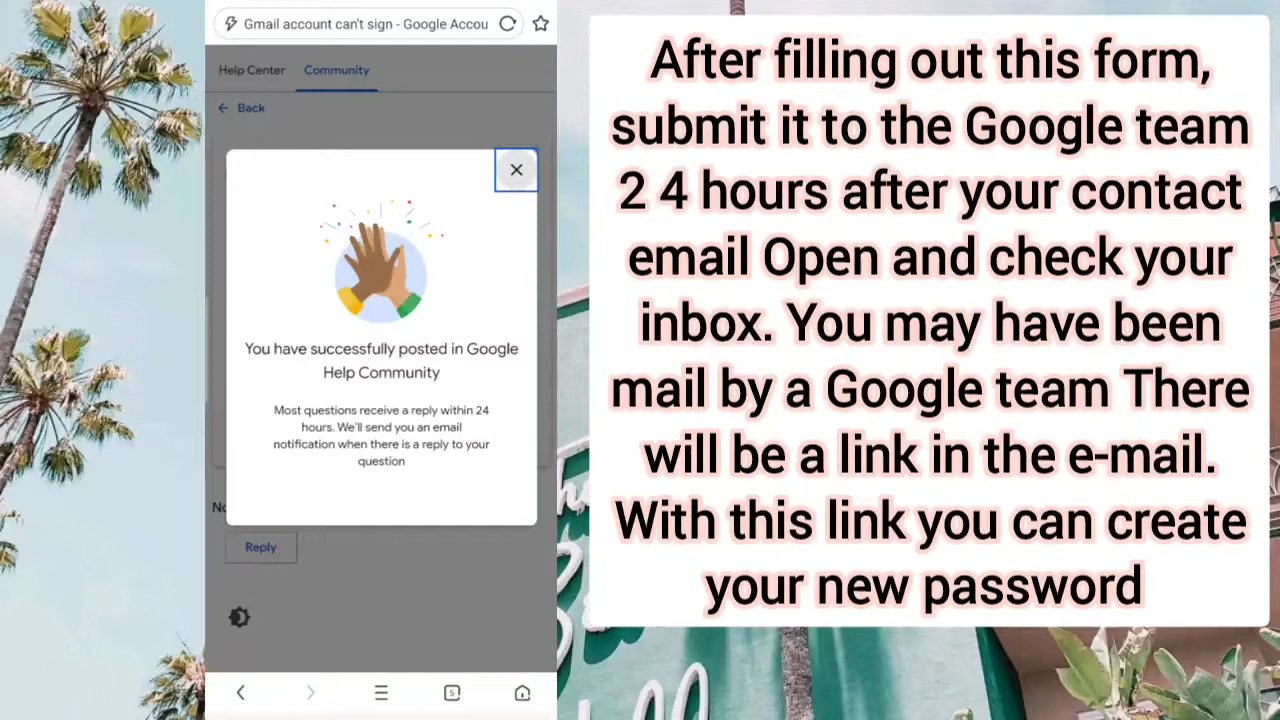 Gmail account can't sign - Google Accou
Help Center
Community
Back
You have successfully posted in Google
Help Community
Most questions receive a reply within 24
hours. We'll send you an email
notification when there is a reply to your
question
Reply
5
After filling out this form,
submit it to the Google team
2 4 hours after your contact
email Open and check your
inbox. You may have been
mail by a Google team There
will be a link in the e-mail.
With this link you can create
your new password